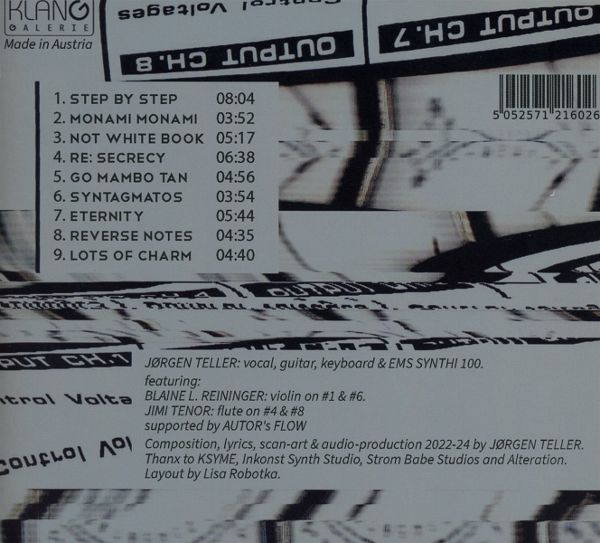 KLANG
GALERIE
Made in Austria
Control Voltages
OUTPUT CH.8
OUTPUT CH.7
5 052571 216026
1. STEP BY STEP 08:04
2. MONAMI MONAMI 03:52
3. NOT WHITE BOOK 05:17
4. RE: SECRECY 06:38
5. GO MAMBO TAN 04:56
6. SYNTAGMATOS 03:54
7. ETERNITY 05:44
8. REVERSE NOTES 04:35
9. LOTS OF CHARM 04:40
PUT CH.1
ntrol Volta
Control Vol
JØRGEN TELLER: vocal, guitar, keyboard & EMS SYNTHI 100.
featuring:
BLAINE L. REININGER: violin on #1 & #6.
JIMI TENOR: flute on #4 & #8
supported by AUTOR's FLOW
Composition, lyrics, scan-art & audio-production 2022-24 by JØRGEN TELLER.
Thanx to KSYME, Inkonst Synth Studio, Strom Babe Studios and Alteration.
Layout by Lisa Robotka.